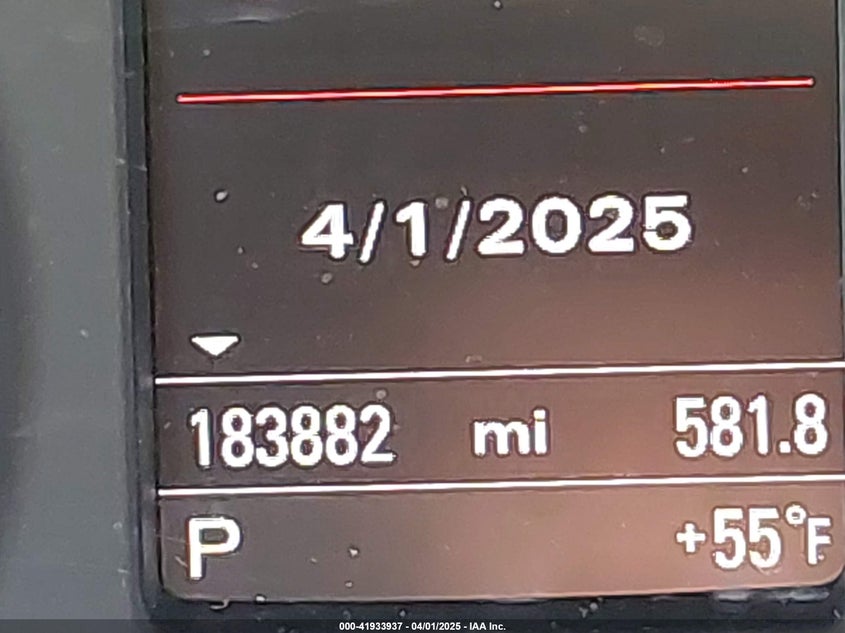 4/1/2025
183882 mi 581.8
P +55°F
000-41933937 - 04/01/2025 - IAA Inc.